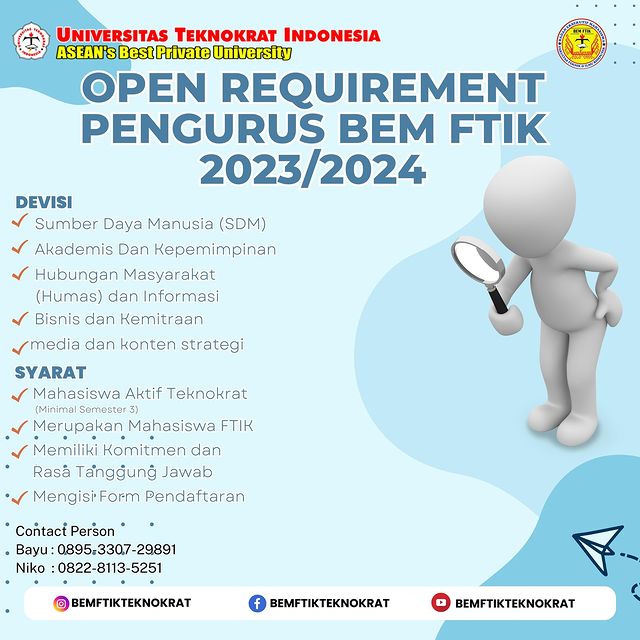 UNIVERSITAS TEKNOKRAT INDONESIA
ASEAN's Best Private University
BEM FTIK
OPEN REQUIREMENT
PENGURUS BEM FTIK
2023/2024
DEVISI
Sumber Daya Manusia (SDM)
Akademis Dan Kepemimpinan
Hubungan Masyarakat
(Humas) dan Informasi
Bisnis dan Kemitraan
media dan konten strategi
SYARAT
Mahasiswa Aktif Teknokrat
(Minimal Semester 3)
Merupakan Mahasiswa FTIK
Memiliki Komitmen dan
Rasa Tanggung Jawab
Mengisi Form Pendaftaran
Contact Person
Bayu : 0895-3307-29891
Niko : 0822-8113-5251
BEMFTIKTEKNOKRAT
BEMFTIKTEKNOKRAT
BEMFTIKTEKNOKRAT